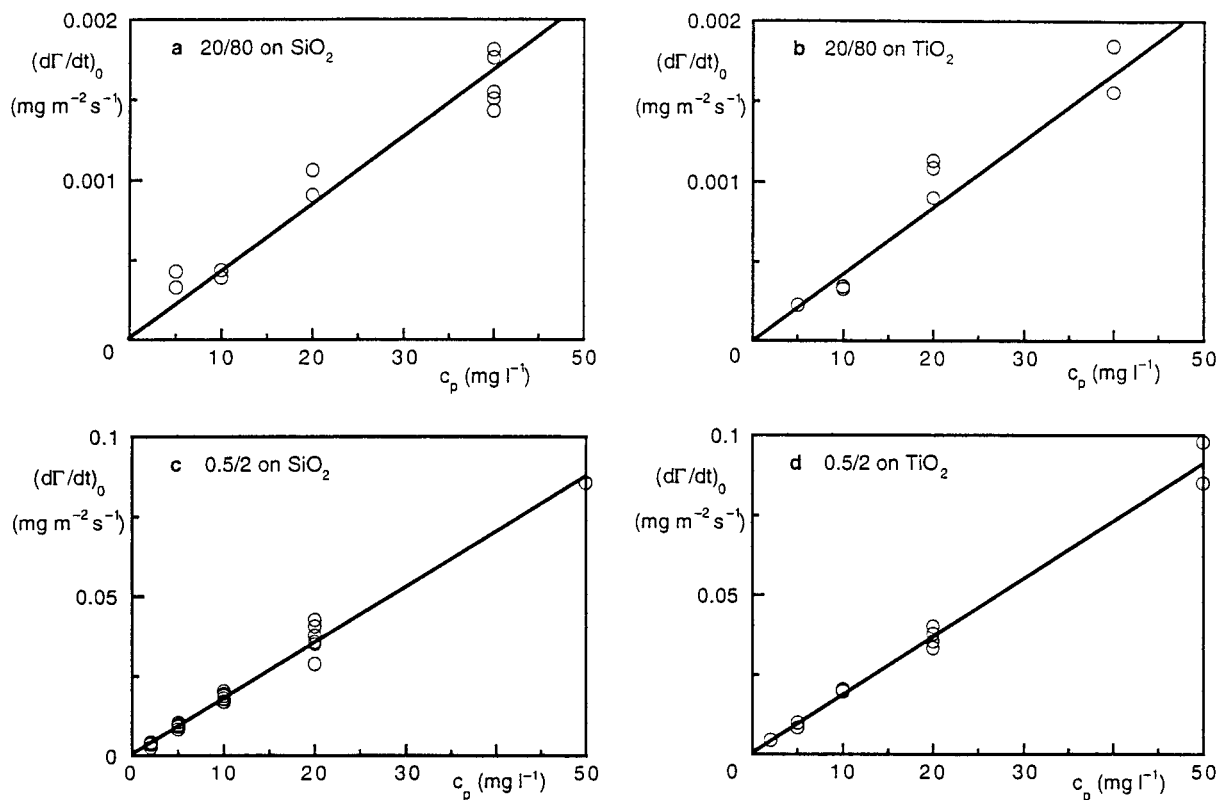 0.002
a 20/80 on SiO₂
(dΓ/dt)₀
(mg m⁻² s⁻¹)
0.001
0
10
20
30
40
50
cₚ (mg l⁻¹)
0.002
b 20/80 on TiO₂
(dΓ/dt)₀
(mg m⁻² s⁻¹)
0.001
0
10
20
30
40
50
cₚ (mg l⁻¹)
0.1
c 0.5/2 on SiO₂
(dΓ/dt)₀
(mg m⁻² s⁻¹)
0.05
0
0
10
20
30
40
50
cₚ (mg l⁻¹)
0.1
d 0.5/2 on TiO₂
(dΓ/dt)₀
(mg m⁻² s⁻¹)
0.05
0
10
20
30
40
50
cₚ (mg l⁻¹)